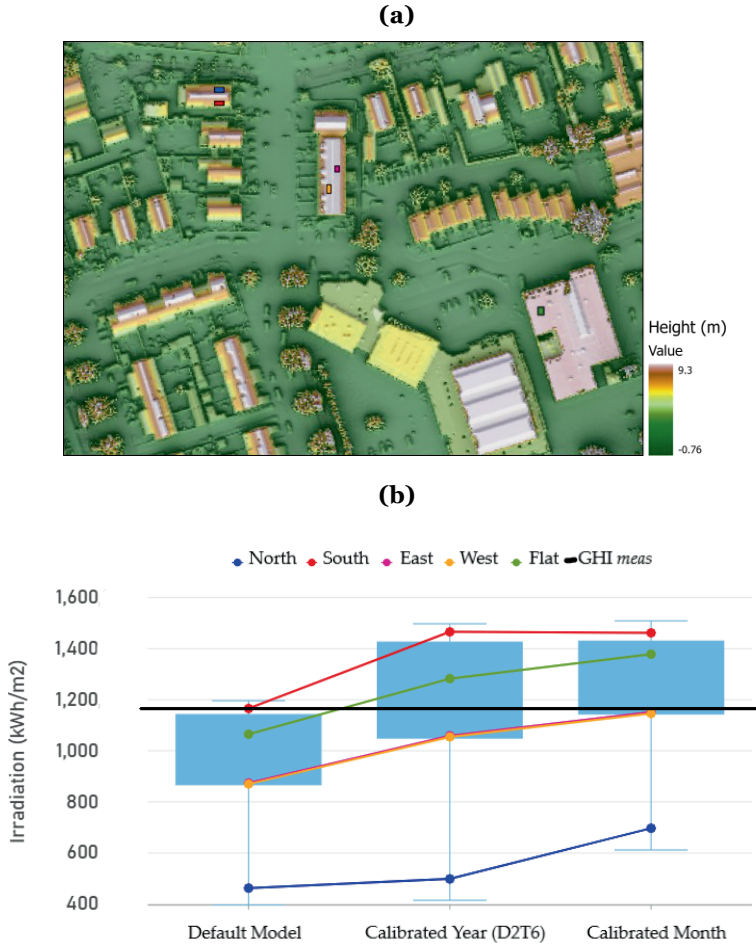 (a)
Height (m)
Value
9.3
-0.76
(b)
North South East West Flat GHI meas
Irradiation (kWh/m2)
1,600
1,400
1,200
1,000
800
600
400
Default Model Calibrated Year (D2T6) Calibrated Month